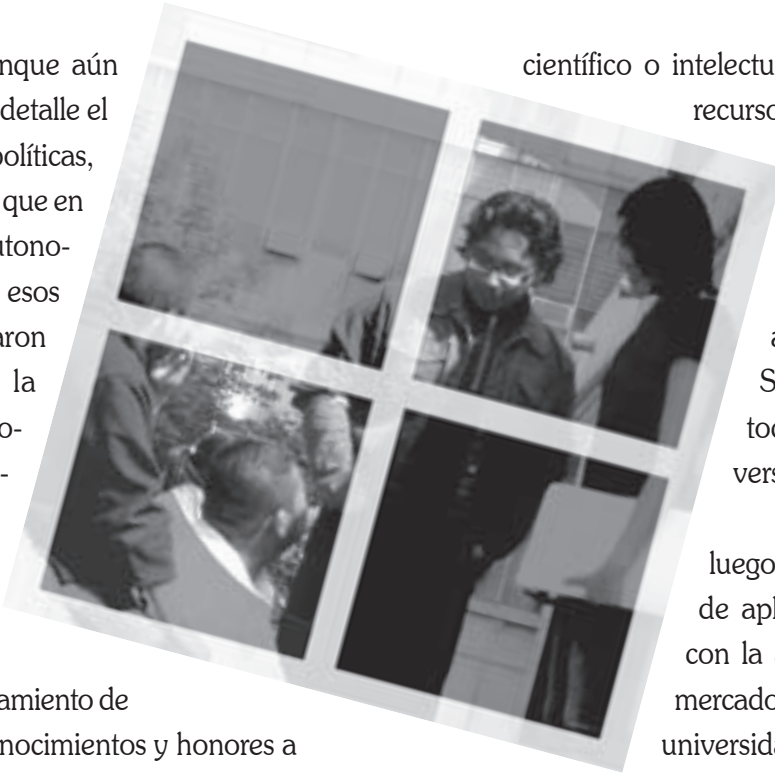 nque aún
detalle el
políticas,
que en
utono-
esos
aron
la
o-
-
amiento de
nocimientos y honores a
científico o intelectu
recurso
a
S
tod
vers
luego
de apl
con la
mercado
universida